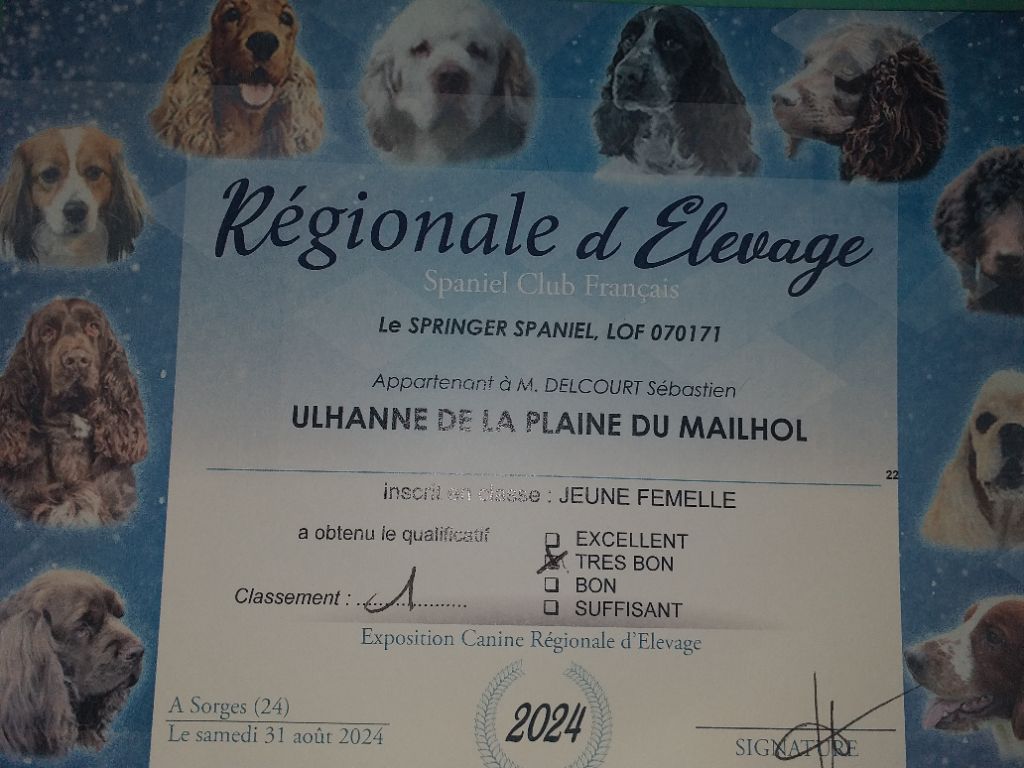 Régionale d Elevage
Spaniel Club Français
Le SPRINGER SPANIEL, LOF 070171
Appartenant à M. DELCOURT Sébastien
ULHANNE DE LA PLAINE DU MAILHOL
22
inscrit en classe : JEUNE FEMELLE
a obtenu le qualificatif
EXCELLENT
TRES BON
BON
SUFFISANT
Classement : ........1..........
Exposition Canine Régionale d'Elevage
A Sorges (24)
Le samedi 31 août 2024
2024
SIGNATURE